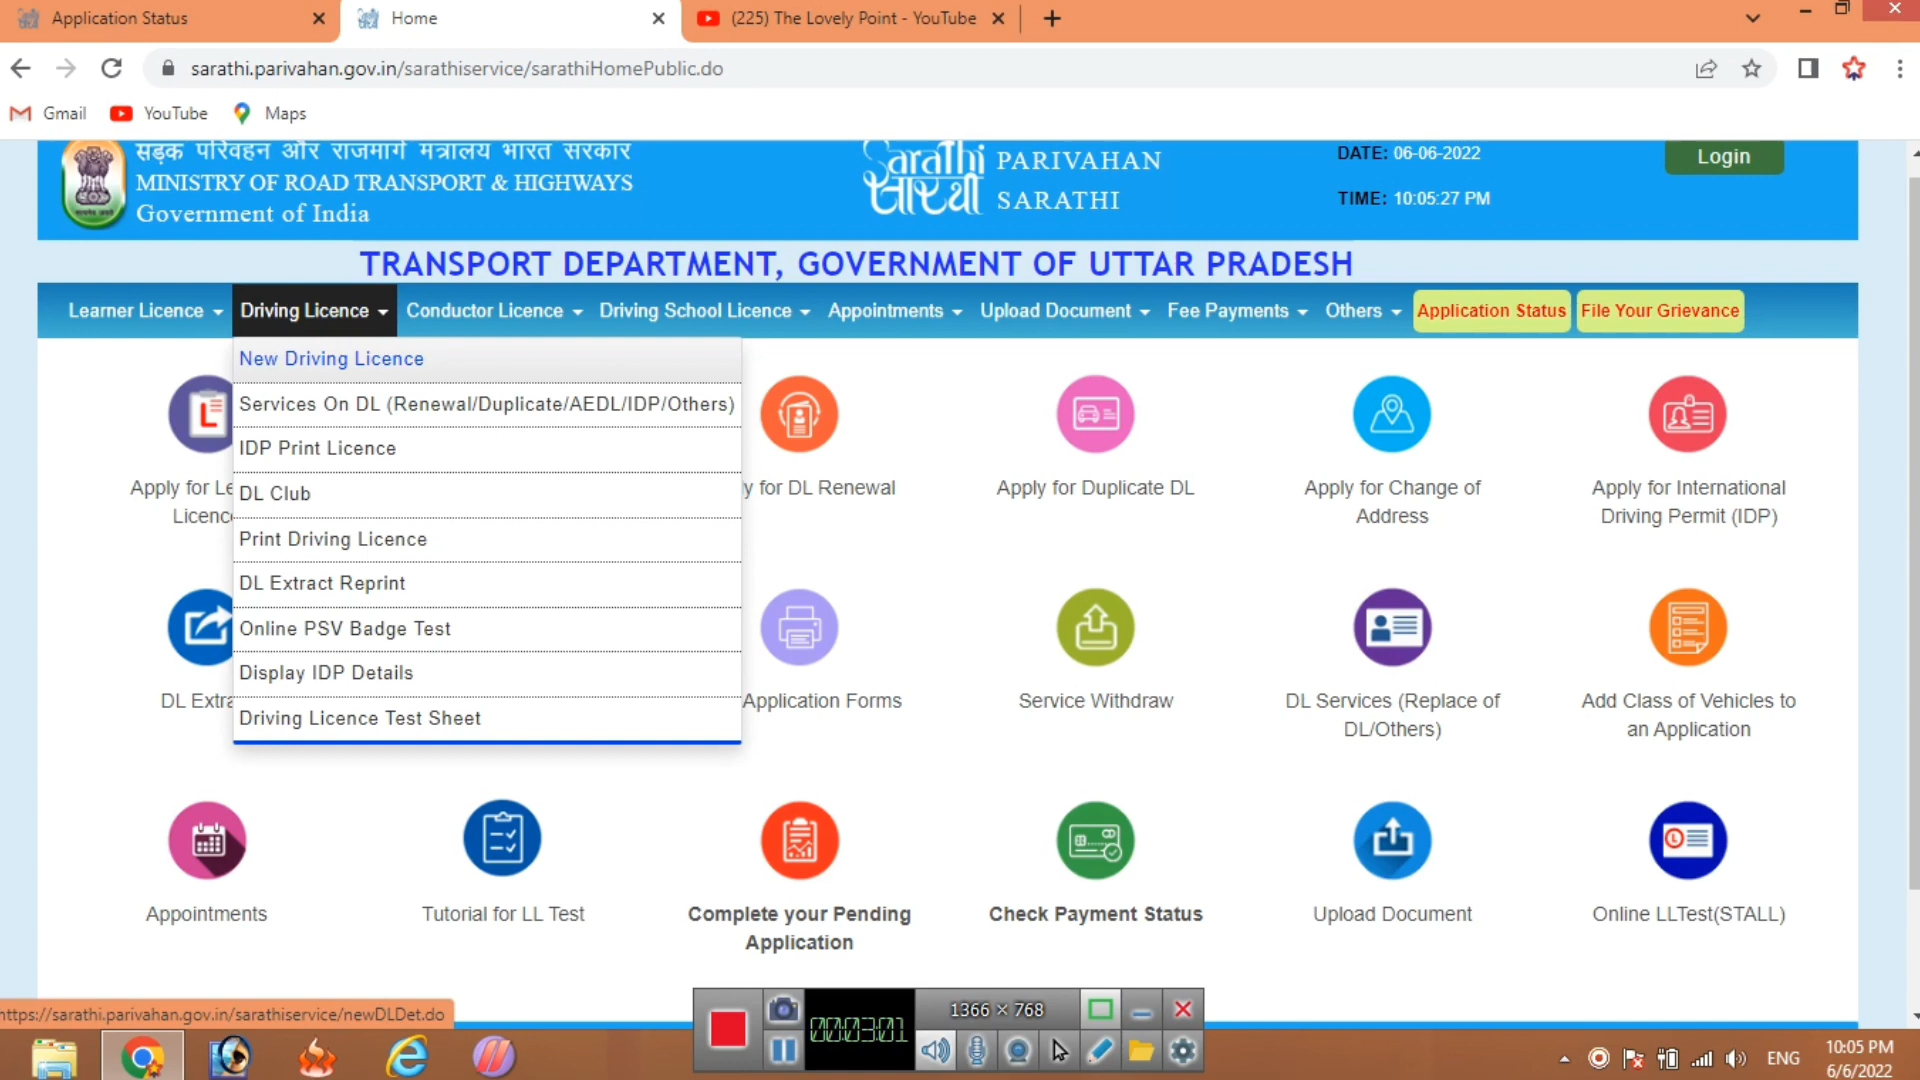 Application Status
Home
(225) The Lovely Point - YouTube
sarathi.parivahan.gov.in/sarathiservice/sarathiHomePublic.do
Gmail
YouTube
Maps
सड़क परिवहन और राजमार्ग मंत्रालय भारत सरकार
MINISTRY OF ROAD TRANSPORT & HIGHWAYS
Government of India
Sarathi
सारथी
PARIVAHAN
SARATHI
DATE: 06-06-2022
TIME: 10:05:27 PM
Login
TRANSPORT DEPARTMENT, GOVERNMENT OF UTTAR PRADESH
Learner Licence
Driving Licence
Conductor Licence
Driving School Licence
Appointments
Upload Document
Fee Payments
Others
Application Status
File Your Grievance
New Driving Licence
Services On DL (Renewal/Duplicate/AEDL/IDP/Others)
IDP Print Licence
DL Club
Print Driving Licence
DL Extract Reprint
Online PSV Badge Test
Display IDP Details
Driving Licence Test Sheet
Apply for Le
Licenc
y for DL Renewal
Apply for Duplicate DL
Apply for Change of
Address
Apply for International
Driving Permit (IDP)
DL Extra
Application Forms
Service Withdraw
DL Services (Replace of
DL/Others)
Add Class of Vehicles to
an Application
Appointments
Tutorial for LL Test
Complete your Pending
Application
Check Payment Status
Upload Document
Online LLTest(STALL)
https://sarathi.parivahan.gov.in/sarathiservice/newDLDet.do
00:03:01
1366 × 768
ENG
10:05 PM
6/6/2022